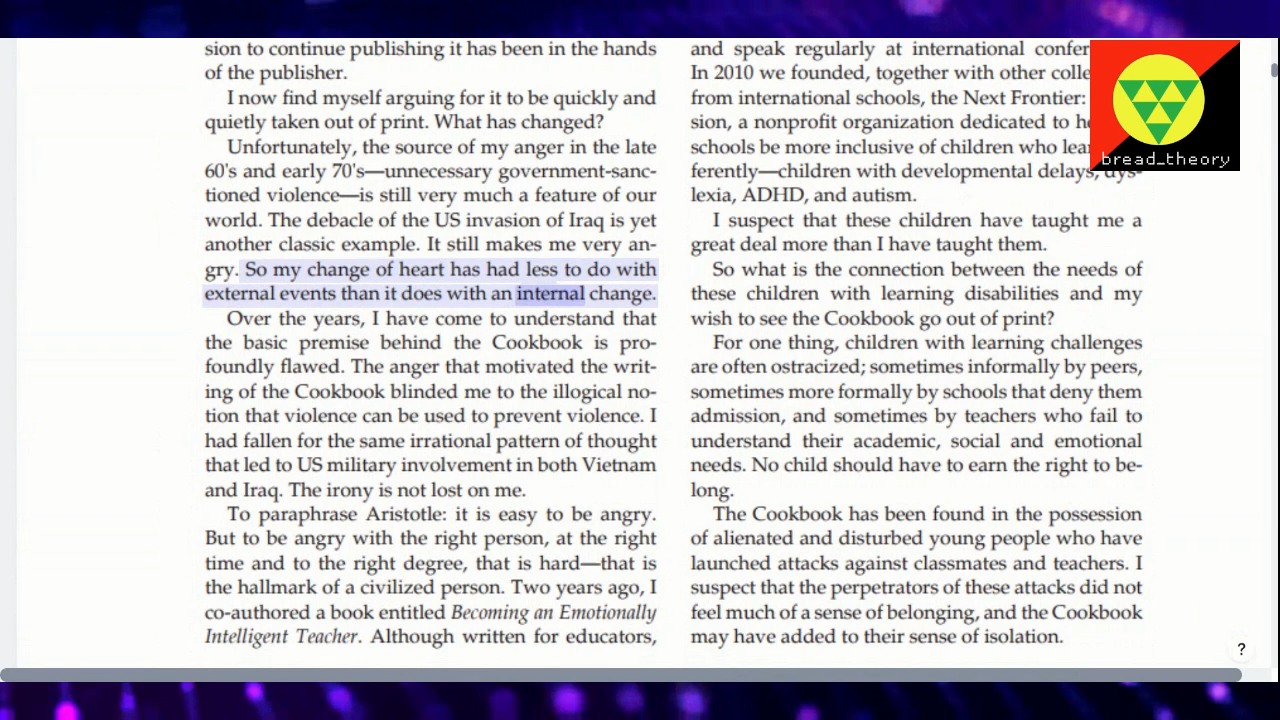 sion to continue publishing it has been in the hands
of the publisher.
I now find myself arguing for it to be quickly and
quietly taken out of print. What has changed?
Unfortunately, the source of my anger in the late
60's and early 70's—unnecessary government-sanc-
tioned violence—is still very much a feature of our
world. The debacle of the US invasion of Iraq is yet
another classic example. It still makes me very an-
gry. So my change of heart has had less to do with
external events than it does with an internal change.
Over the years, I have come to understand that
the basic premise behind the Cookbook is pro-
foundly flawed. The anger that motivated the writ-
ing of the Cookbook blinded me to the illogical no-
tion that violence can be used to prevent violence. I
had fallen for the same irrational pattern of thought
that led to US military involvement in both Vietnam
and Iraq. The irony is not lost on me.
To paraphrase Aristotle: it is easy to be angry.
But to be angry with the right person, at the right
time and to the right degree, that is hard—that is
the hallmark of a civilized person. Two years ago, I
co-authored a book entitled Becoming an Emotionally
Intelligent Teacher. Although written for educators,
and speak regularly at international
In 2010 we founded, together with other
from international schools, the Next Frontier:
sion, a nonprofit organization dedicated to
schools be more inclusive of children who
ferently—children with developmental delays, dys-
lexia, ADHD, and autism.
I suspect that these children have taught me a
great deal more than I have taught them.
So what is the connection between the needs of
these children with learning disabilities and my
wish to see the Cookbook go out of print?
For one thing, children with learning challenges
are often ostracized; sometimes informally by peers,
sometimes more formally by schools that deny them
admission, and sometimes by teachers who fail to
understand their academic, social and emotional
needs. No child should have to earn the right to be-
long.
The Cookbook has been found in the possession
of alienated and disturbed young people who have
launched attacks against classmates and teachers. I
suspect that the perpetrators of these attacks did not
feel much of a sense of belonging, and the Cookbook
may have added to their sense of isolation.
bread_theory
?